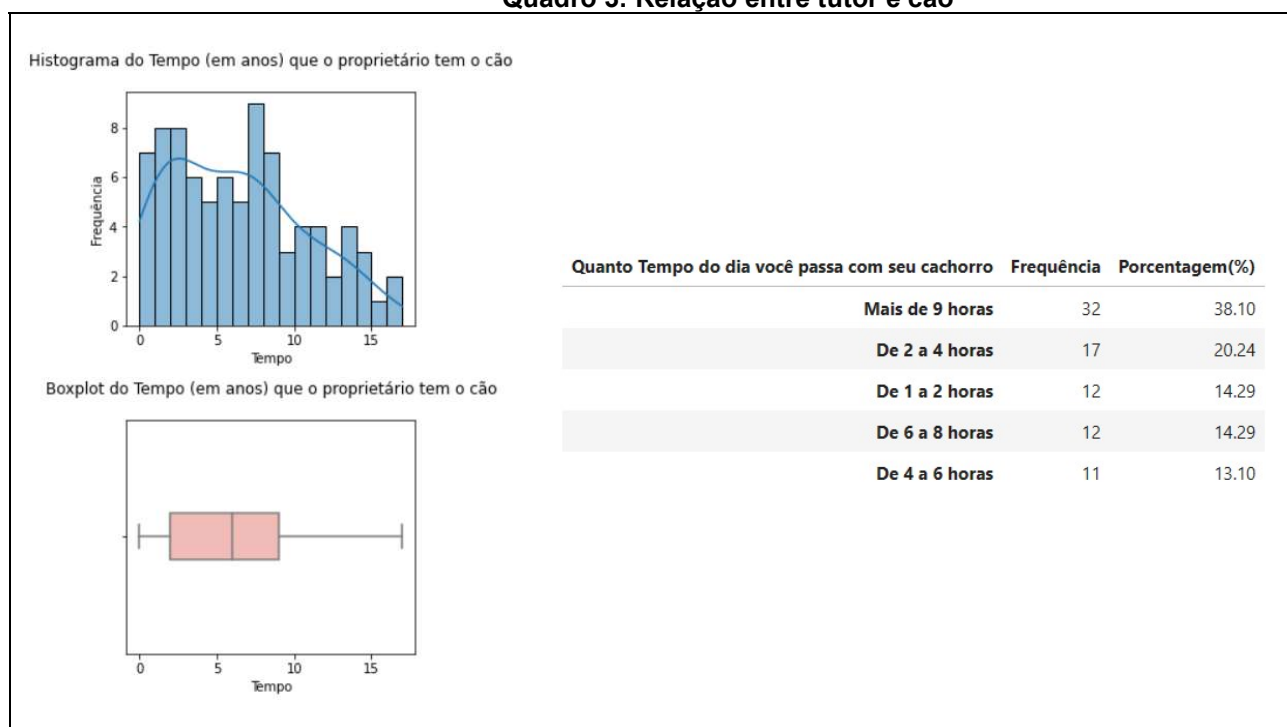 Quadro 3: Relação entre tutor e cão
Histograma do Tempo (em anos) que o proprietário tem o cão
8
6
4
2
0
Frequência
0 5 10 15
Tempo
Boxplot do Tempo (em anos) que o proprietário tem o cão
0 5 10 15
Tempo
Quanto Tempo do dia você passa com seu cachorro Frequência Porcentagem(%)
Mais de 9 horas 32 38.10
De 2 a 4 horas 17 20.24
De 1 a 2 horas 12 14.29
De 6 a 8 horas 12 14.29
De 4 a 6 horas 11 13.10